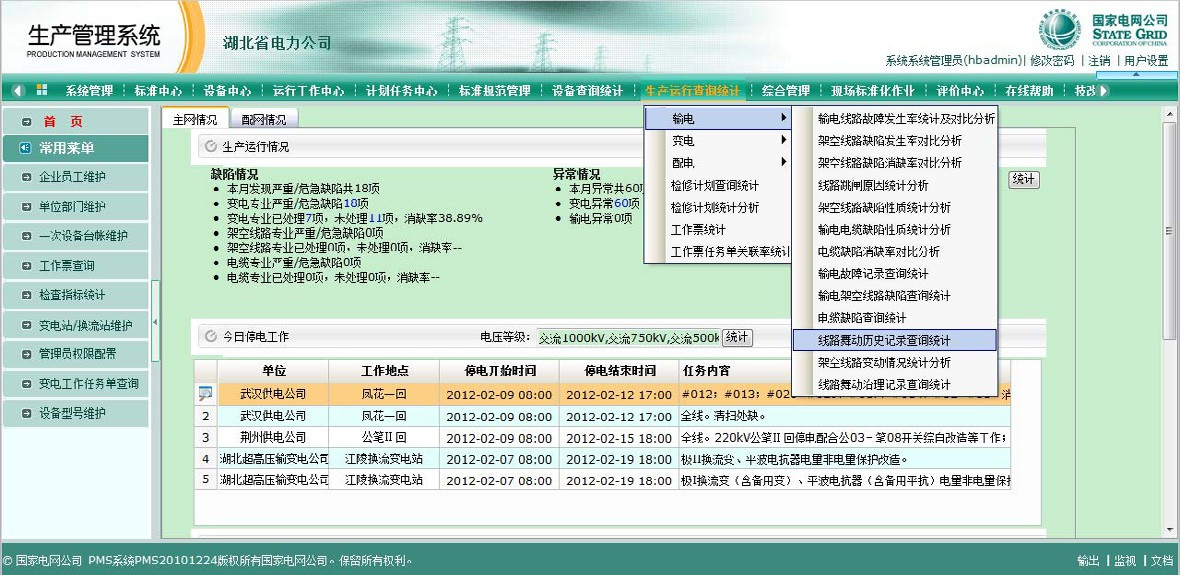 生产管理系统
PRODUCTION MANAGEMENT SYSTEM
湖北省电力公司
国家电网公司
STATE GRID
CORPORATION OF CHINA
系统系统管理员(hbadmin)| 修改密码 | 注销 | 用户设置
系统管理 标准中心 设备中心 运行工作中心 计划任务中心 标准规范管理 设备查询统计 生产运行查询统计 综合管理 现场标准化作业 评价中心 在线帮助 技改
首 页
常用菜单
企业员工维护
单位部门维护
一次设备台帐维护
工作票查询
检查指标统计
变电站/换流站维护
管理员权限配置
变电工作任务单查询
设备型号维护
主网情况 配网情况
生产运行情况
缺陷情况
本月发现严重/危急缺陷共18项
变电专业严重/危急缺陷18项
变电专业已处理7项，未处理11项，消缺率38.89%
架空线路专业严重/危急缺陷0项
架空线路专业已处理0项，未处理0项，消缺率--
电缆专业严重/危急缺陷0项
电缆专业已处理0项，未处理0项，消缺率--
异常情况
本月异常共60项
变电异常60项
输电异常0项
统计
输电
变电
配电
检修计划查询统计
检修计划统计分析
工作票统计
工作票任务单关联率统计
输电线路故障发生率统计及对比分析
架空线路缺陷发生率对比分析
架空线路缺陷消缺率对比分析
线路跳闸原因统计分析
架空线路缺陷性质统计分析
输电电缆缺陷性质统计分析
电缆缺陷消缺率对比分析
输电故障记录查询统计
输电架空线路缺陷查询统计
电缆缺陷查询统计
线路舞动历史记录查询统计
架空线路变动情况统计分析
线路舞动治理记录查询统计
今日停电工作 电压等级： 交流1000kV,交流750kV,交流500k 统计
单位 工作地点 停电开始时间 停电结束时间 任务内容
武汉供电公司 凤花一回 2012-02-09 08:00 2012-02-12 17:00 #012；#013；
2 武汉供电公司 凤花一回 2012-02-09 08:00 2012-02-12 17:00 全线。清扫处缺。
3 荆州供电公司 公笔II 回 2012-02-09 08:00 2012-02-15 18:00 全线。220kV公笔II 回停电配合公03－笔08开关综自改造等工作；
4 湖北超高压输变电公司 江陵换流变电站 2012-02-07 08:00 2012-02-19 18:00 极II换流变、平波电抗器电量非电量保护改造。
5 湖北超高压输变电公司 江陵换流变电站 2012-02-07 08:00 2012-02-19 18:00 极I换流变（含备用变）、平波电抗器（含备用平抗）电量非电量保护
© 国家电网公司 PMS系统PMS20101224版权所有国家电网公司。保留所有权利。
输出 | 监视 | 文档